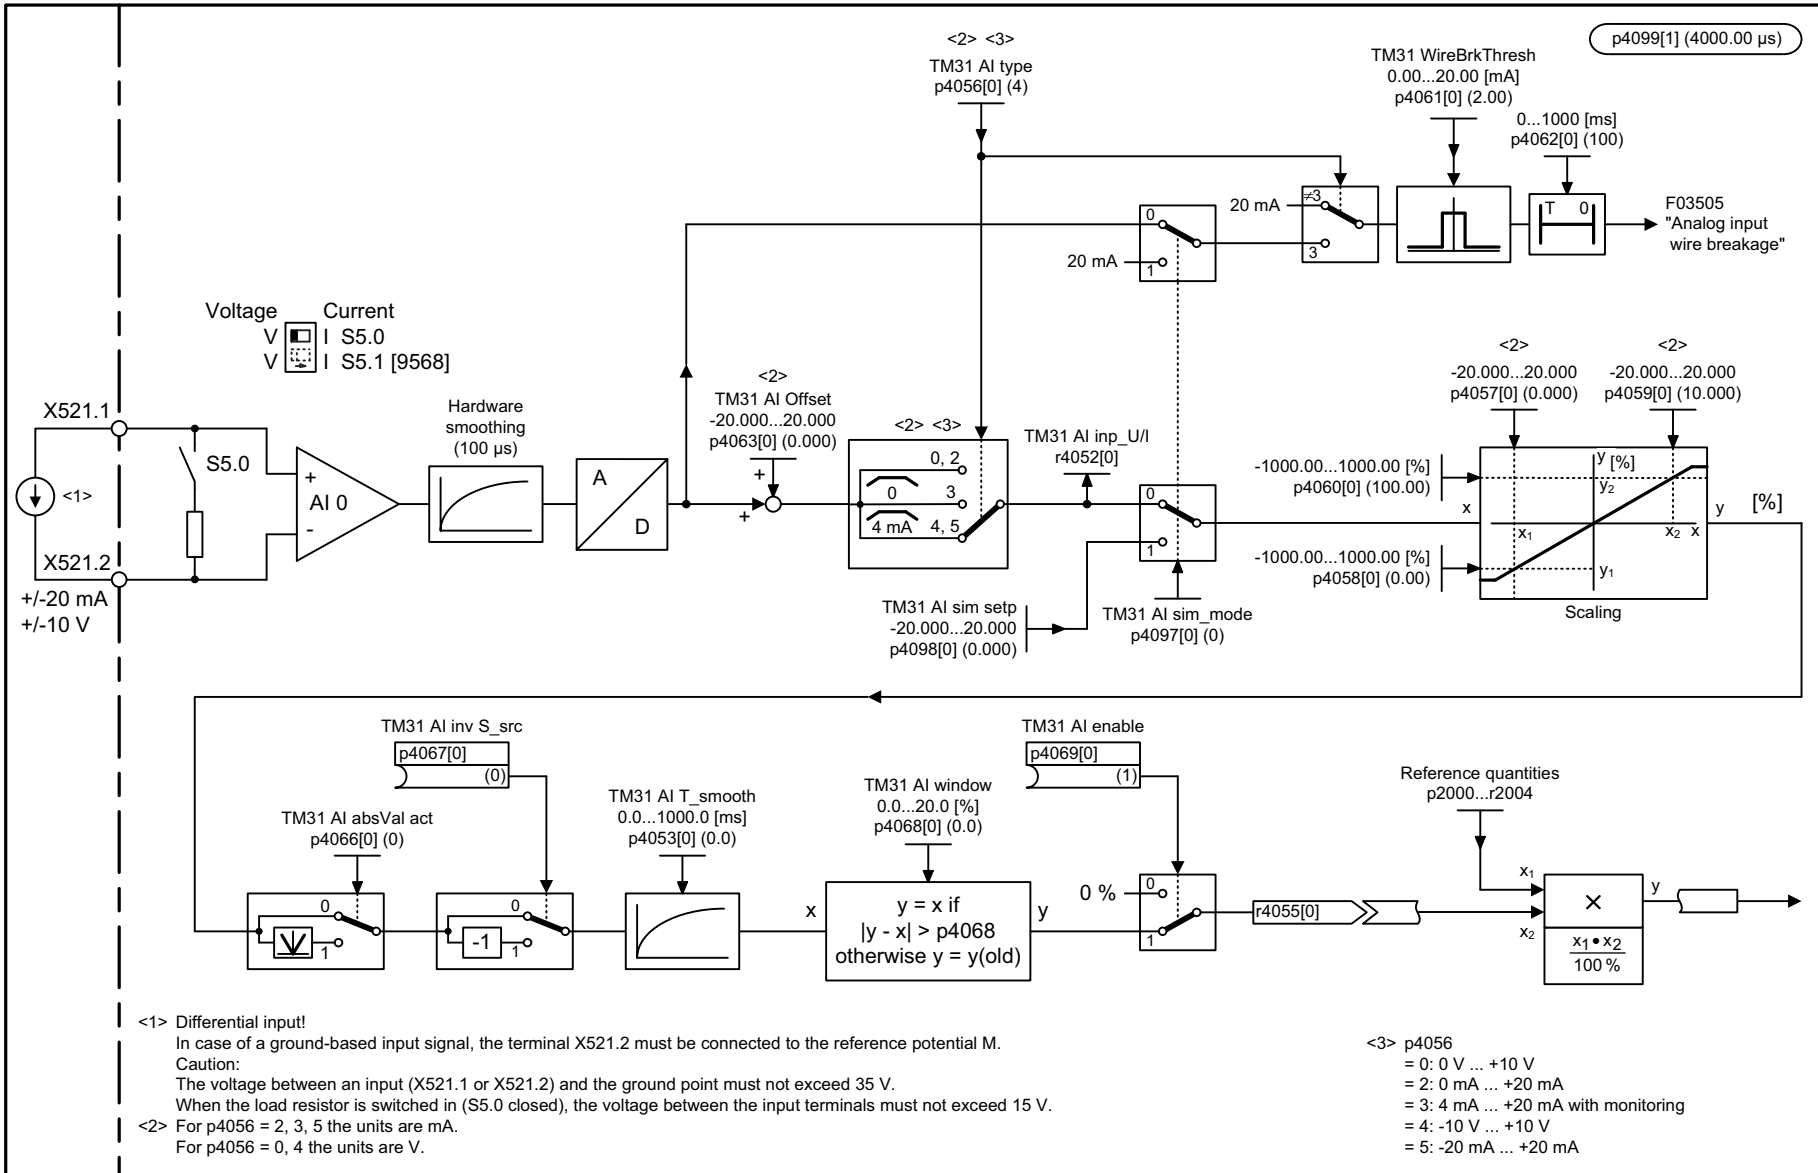 p4099[1] (4000.00 µs)
<2> <3>
TM31 AI type
p4056[0] (4)
TM31 WireBrkThresh
0.00...20.00 [mA]
p4061[0] (2.00)
0...1000 [ms]
p4062[0] (100)
0
20 mA
1
20 mA
≠3
3
T 0
F03505
"Analog input
wire breakage"
Voltage Current
V I S5.0
V I S5.1 [9568]
X521.1
<1>
X521.2
+/-20 mA
+/-10 V
S5.0
+
AI 0
-
Hardware
smoothing
(100 µs)
A
D
<2>
TM31 AI Offset
-20.000...20.000
p4063[0] (0.000)
+
+
<2> <3>
0, 2
0
3
4 mA
4, 5
TM31 AI inp_U/I
r4052[0]
0
1
TM31 AI sim setp
-20.000...20.000
p4098[0] (0.000)
TM31 AI sim_mode
p4097[0] (0)
<2>
-20.000...20.000
p4057[0] (0.000)
<2>
-20.000...20.000
p4059[0] (10.000)
-1000.00...1000.00 [%]
p4060[0] (100.00)
x
-1000.00...1000.00 [%]
p4058[0] (0.00)
y [%]
y2
x1
x2 x
y1
Scaling
y [%]
TM31 AI inv S_src
p4067[0]
(0)
TM31 AI absVal act
p4066[0] (0)
0
1
0
-1
1
TM31 AI T_smooth
0.0...1000.0 [ms]
p4053[0] (0.0)
TM31 AI window
0.0...20.0 [%]
p4068[0] (0.0)
x
y = x if
|y - x| > p4068
otherwise y = y(old)
y
TM31 AI enable
p4069[0]
(1)
0 %
0
1
r4055[0]
Reference quantities
p2000...r2004
x1
x2
×
x1 • x2
100 %
y
<1> Differential input!
In case of a ground-based input signal, the terminal X521.2 must be connected to the reference potential M.
Caution:
The voltage between an input (X521.1 or X521.2) and the ground point must not exceed 35 V.
When the load resistor is switched in (S5.0 closed), the voltage between the input terminals must not exceed 15 V.
<2> For p4056 = 2, 3, 5 the units are mA.
For p4056 = 0, 4 the units are V.
<3> p4056
= 0: 0 V ... +10 V
= 2: 0 mA ... +20 mA
= 3: 4 mA ... +20 mA with monitoring
= 4: -10 V ... +10 V
= 5: -20 mA ... +20 mA